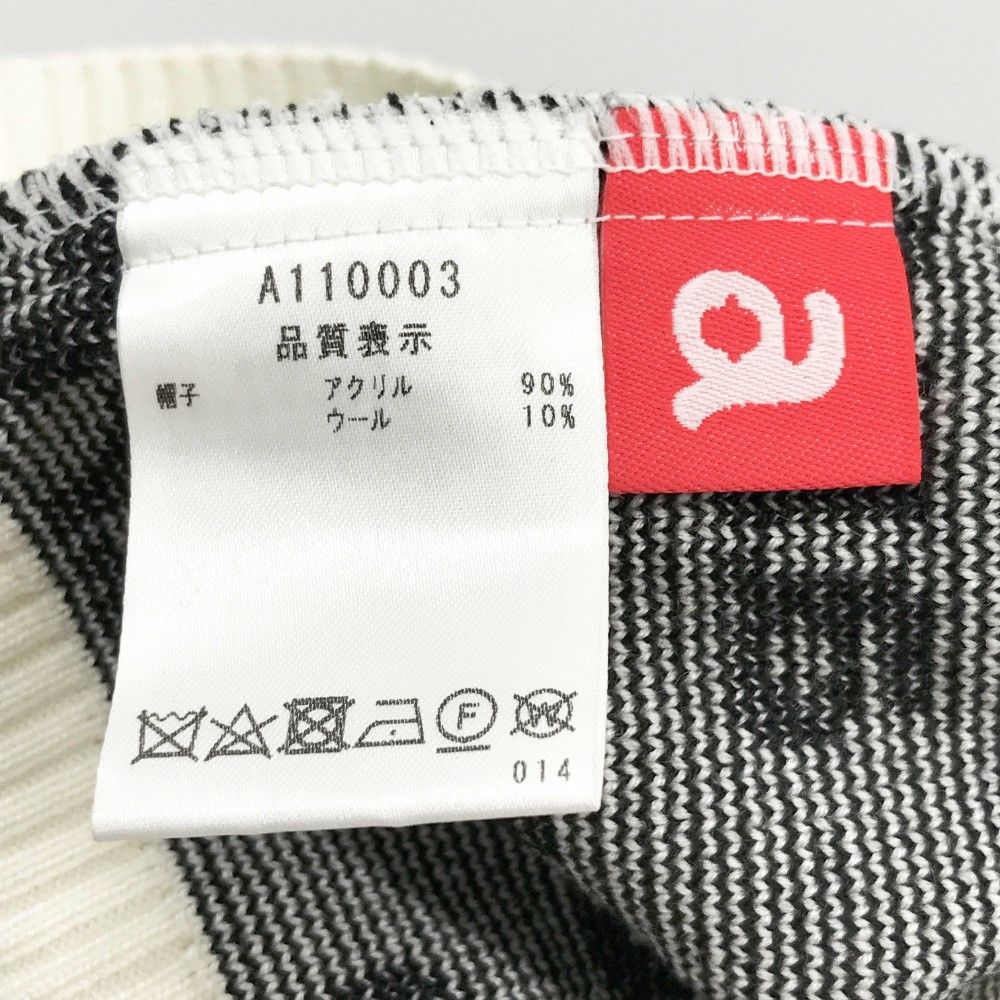 A110003
品質表示
帽子 アクリル 90%
ウール 10%
F W
014
a